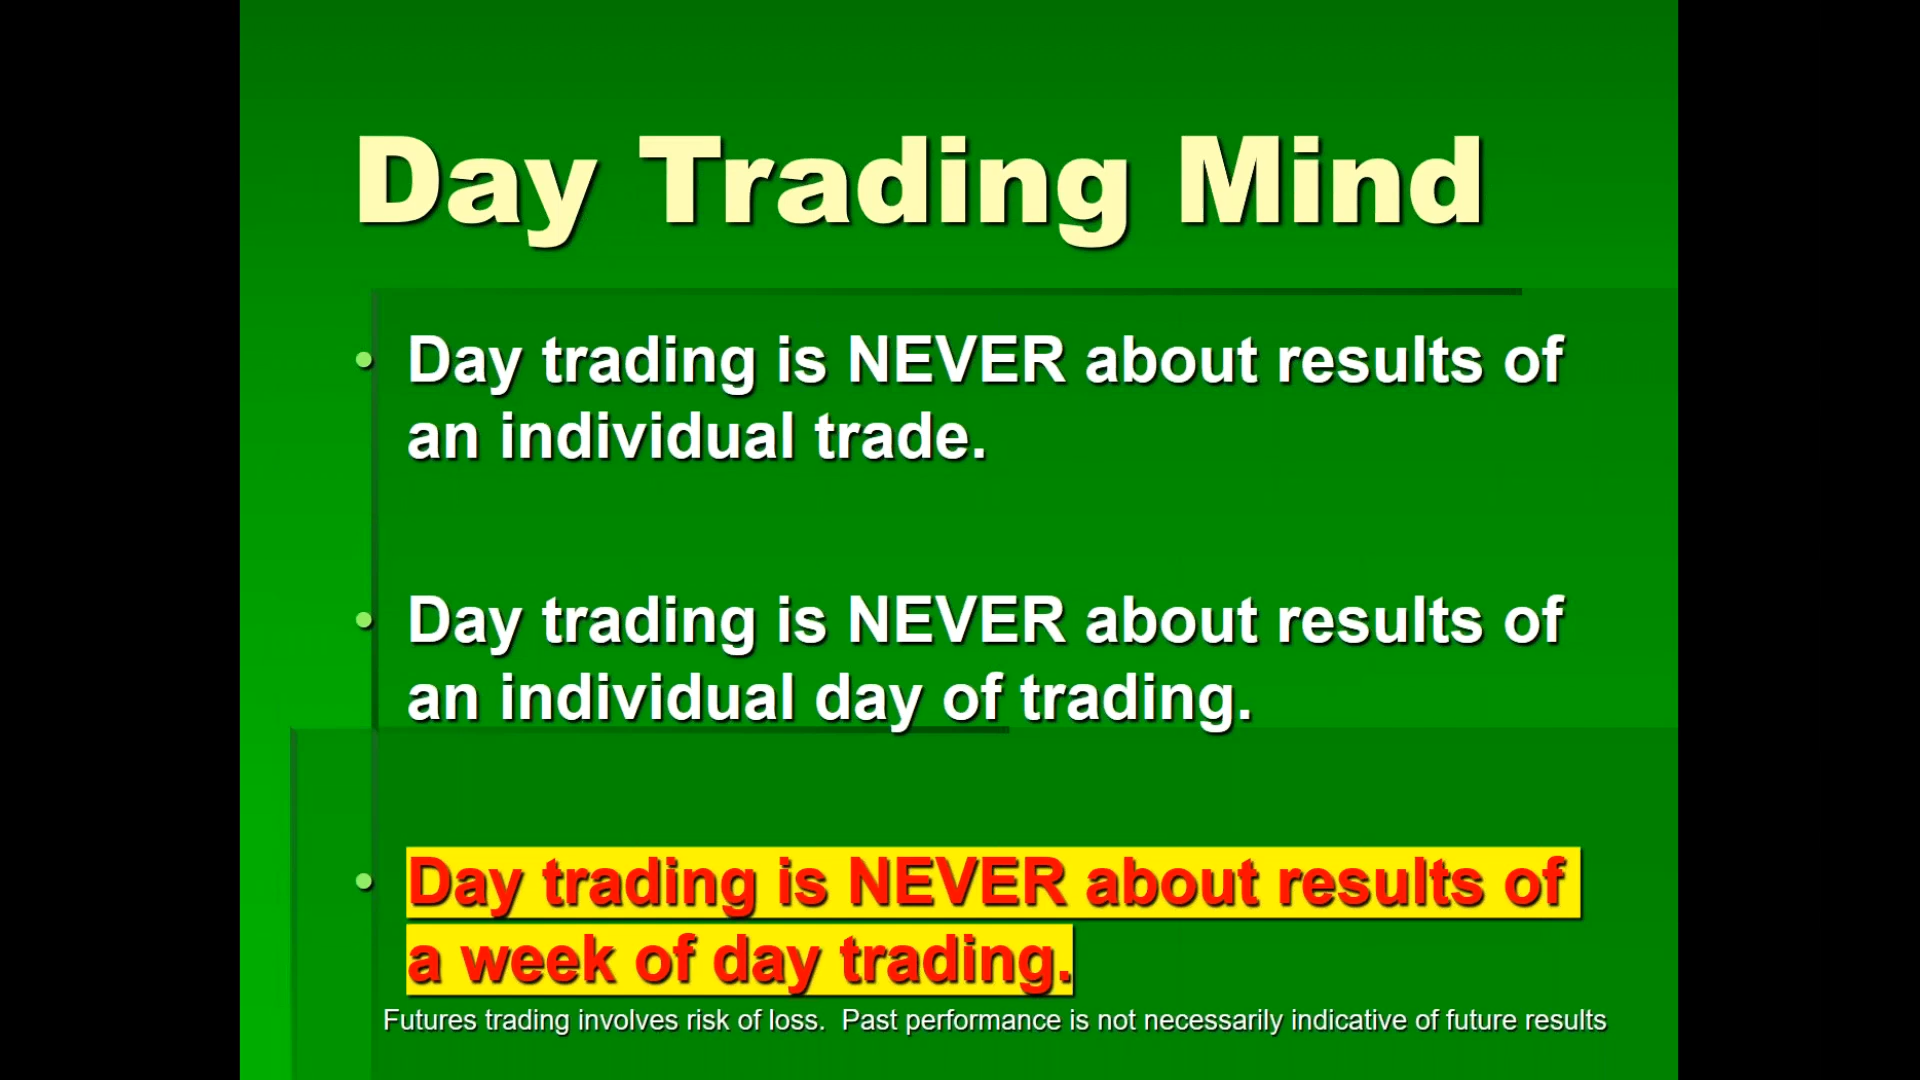 Day Trading Mind
• Day trading is NEVER about results of
an individual trade.
• Day trading is NEVER about results of
an individual day of trading.
• Day trading is NEVER about results of
a week of day trading.
Futures trading involves risk of loss.  Past performance is not necessarily indicative of future results